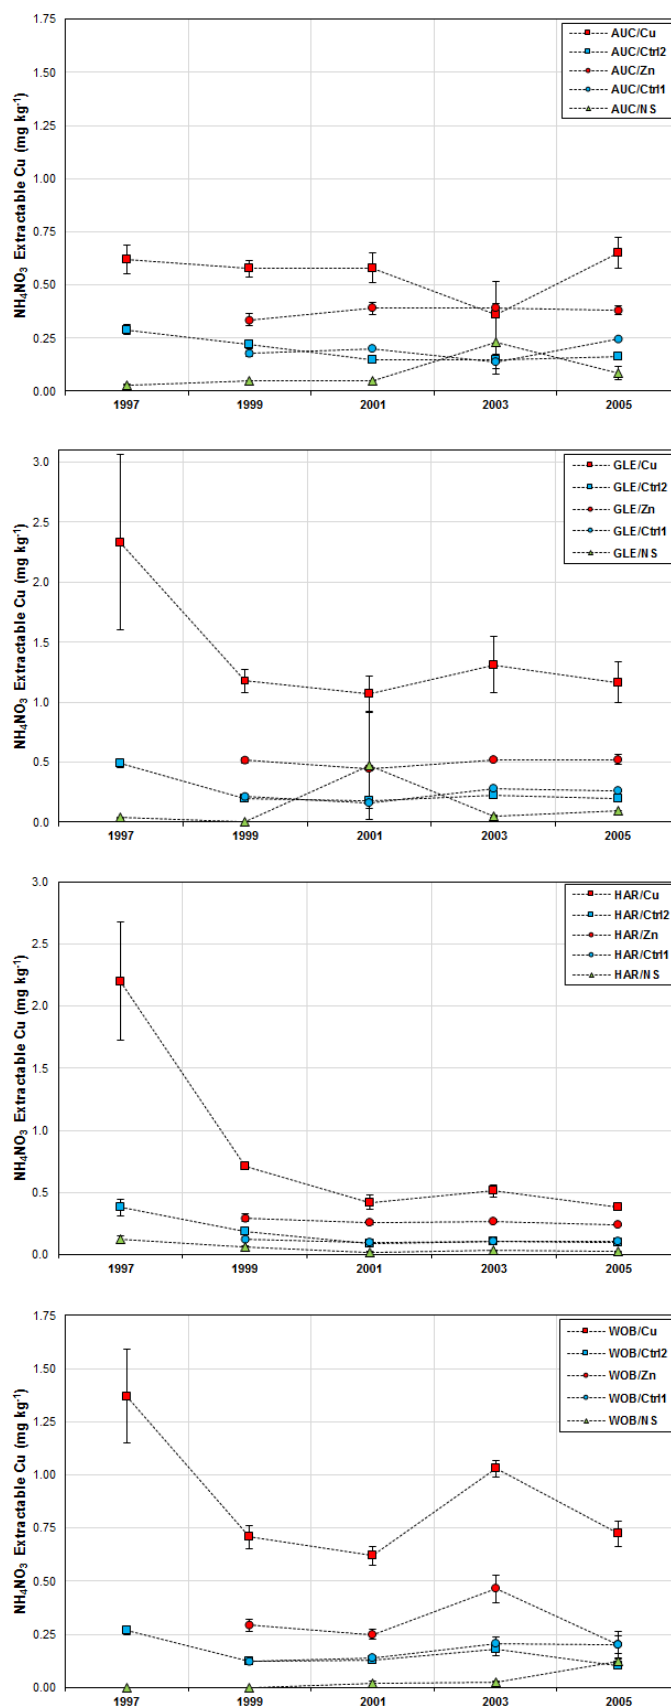 1.75
1.50
1.25
1.00
0.75
0.50
0.25
0.00
NH₄NO₃ Extractable Cu (mg kg⁻¹)
AUC/Cu
AUC/Ctrl2
AUC/Zn
AUC/Ctrl1
AUC/NS
1997 1999 2001 2003 2005
3.0
2.5
2.0
1.5
1.0
0.5
0.0
NH₄NO₃ Extractable Cu (mg kg⁻¹)
GLE/Cu
GLE/Ctrl2
GLE/Zn
GLE/Ctrl1
GLE/NS
1997 1999 2001 2003 2005
3.0
2.5
2.0
1.5
1.0
0.5
0.0
NH₄NO₃ Extractable Cu (mg kg⁻¹)
HAR/Cu
HAR/Ctrl2
HAR/Zn
HAR/Ctrl1
HAR/NS
1997 1999 2001 2003 2005
1.75
1.50
1.25
1.00
0.75
0.50
0.25
0.00
NH₄NO₃ Extractable Cu (mg kg⁻¹)
WOB/Cu
WOB/Ctrl2
WOB/Zn
WOB/Ctrl1
WOB/NS
1997 1999 2001 2003 2005